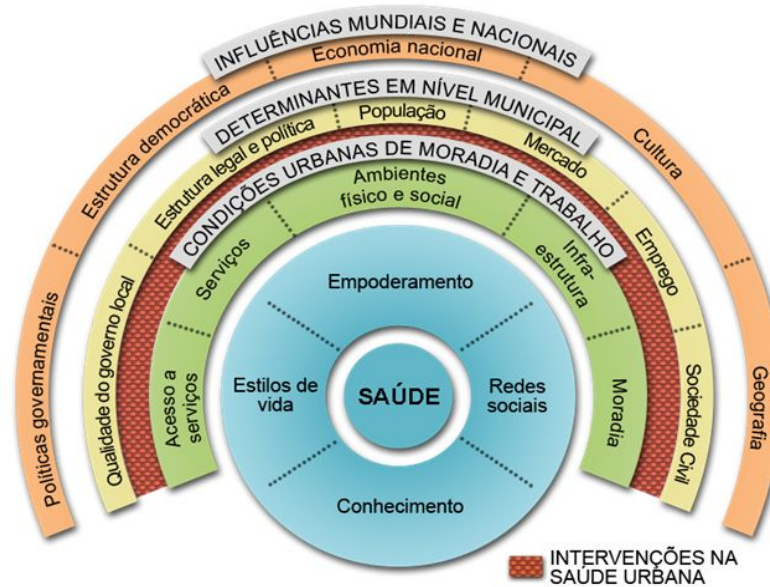 INFLUÊNCIAS MUNDIAIS E NACIONAIS
Políticas governamentais
Estrutura democrática
Economia nacional
Cultura
Geografia
DETERMINANTES EM NÍVEL MUNICIPAL
Qualidade do governo local
Estrutura legal e política
População
Mercado
Emprego
Sociedade Civil
CONDIÇÕES URBANAS DE MORADIA E TRABALHO
Acesso a
serviços
Serviços
Ambientes
físico e social
Infra-
estrutura
Moradia
Empoderamento
Estilos de
vida
SAÚDE
Redes
sociais
Conhecimento
INTERVENÇÕES NA
SAÚDE URBANA